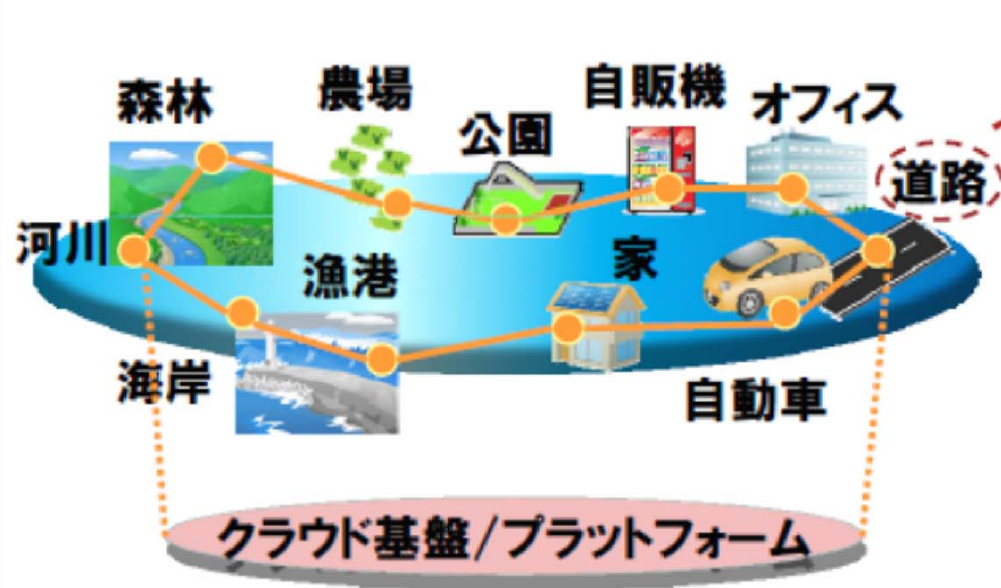 森林
農場
公園
自販機
オフィス
道路
河川
漁港
家
海岸
自動車
クラウド基盤/プラットフォーム